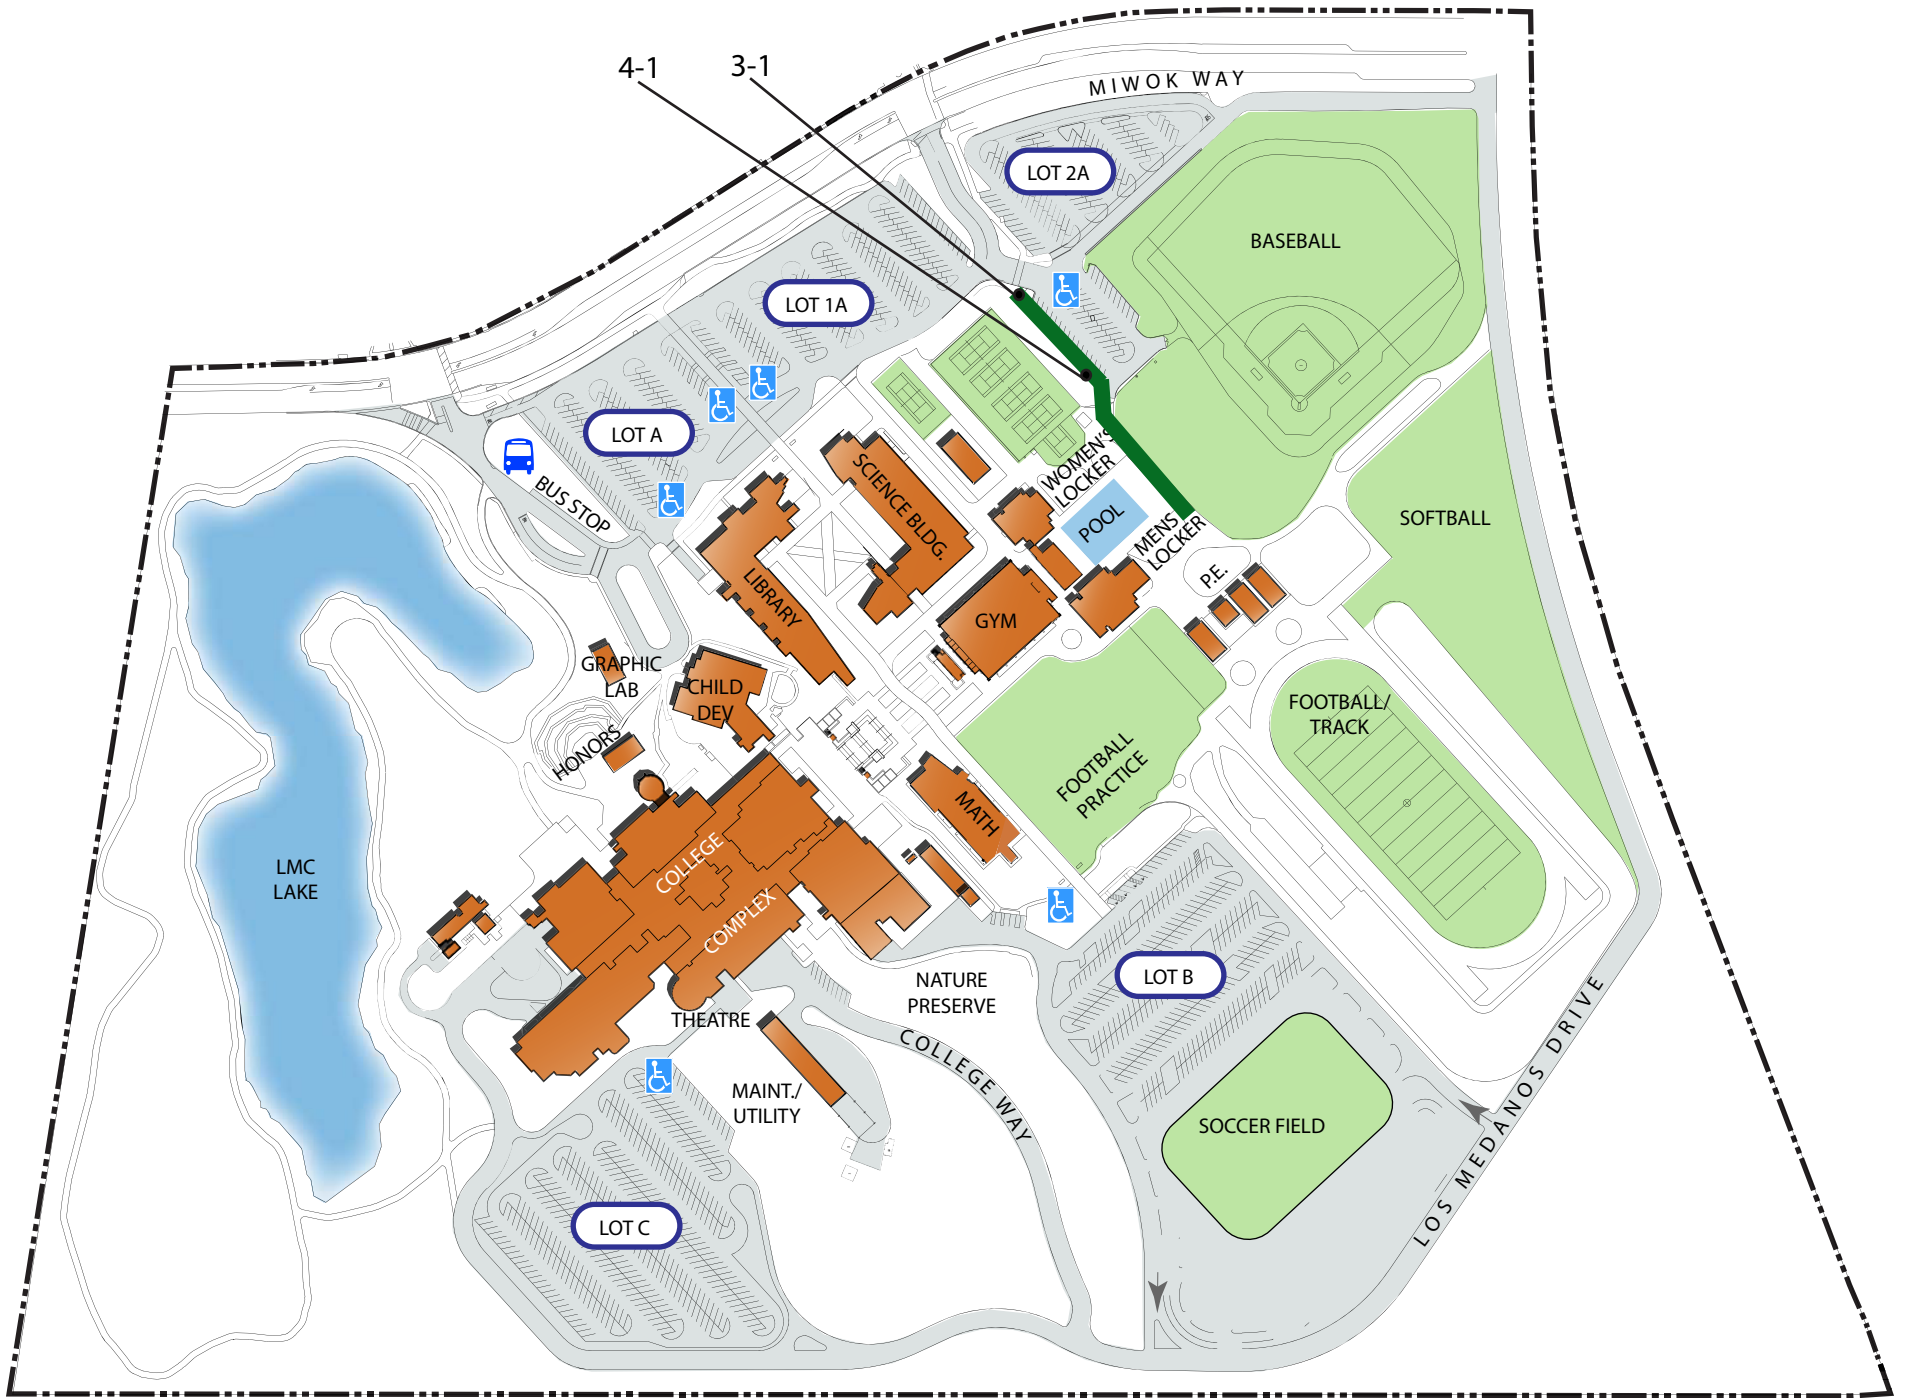 4-1
3-1
MIWOK WAY
LOT 2A
BASEBALL
LOT 1A
LOT A
BUS STOP
SCIENCE BLDG.
WOMEN'S
LOCKER
POOL
MENS
LOCKER
SOFTBALL
P.E.
LIBRARY
GYM
GRAPHIC
LAB
CHILD
DEV
HONORS
FOOTBALL/
TRACK
FOOTBALL
PRACTICE
MATH
COLLEGE
COMPLEX
LMC
LAKE
NATURE
PRESERVE
LOT B
THEATRE
MAINT./
UTILITY
COLLEGE WAY
SOCCER FIELD
LOS MEDANOS DRIVE
LOT C